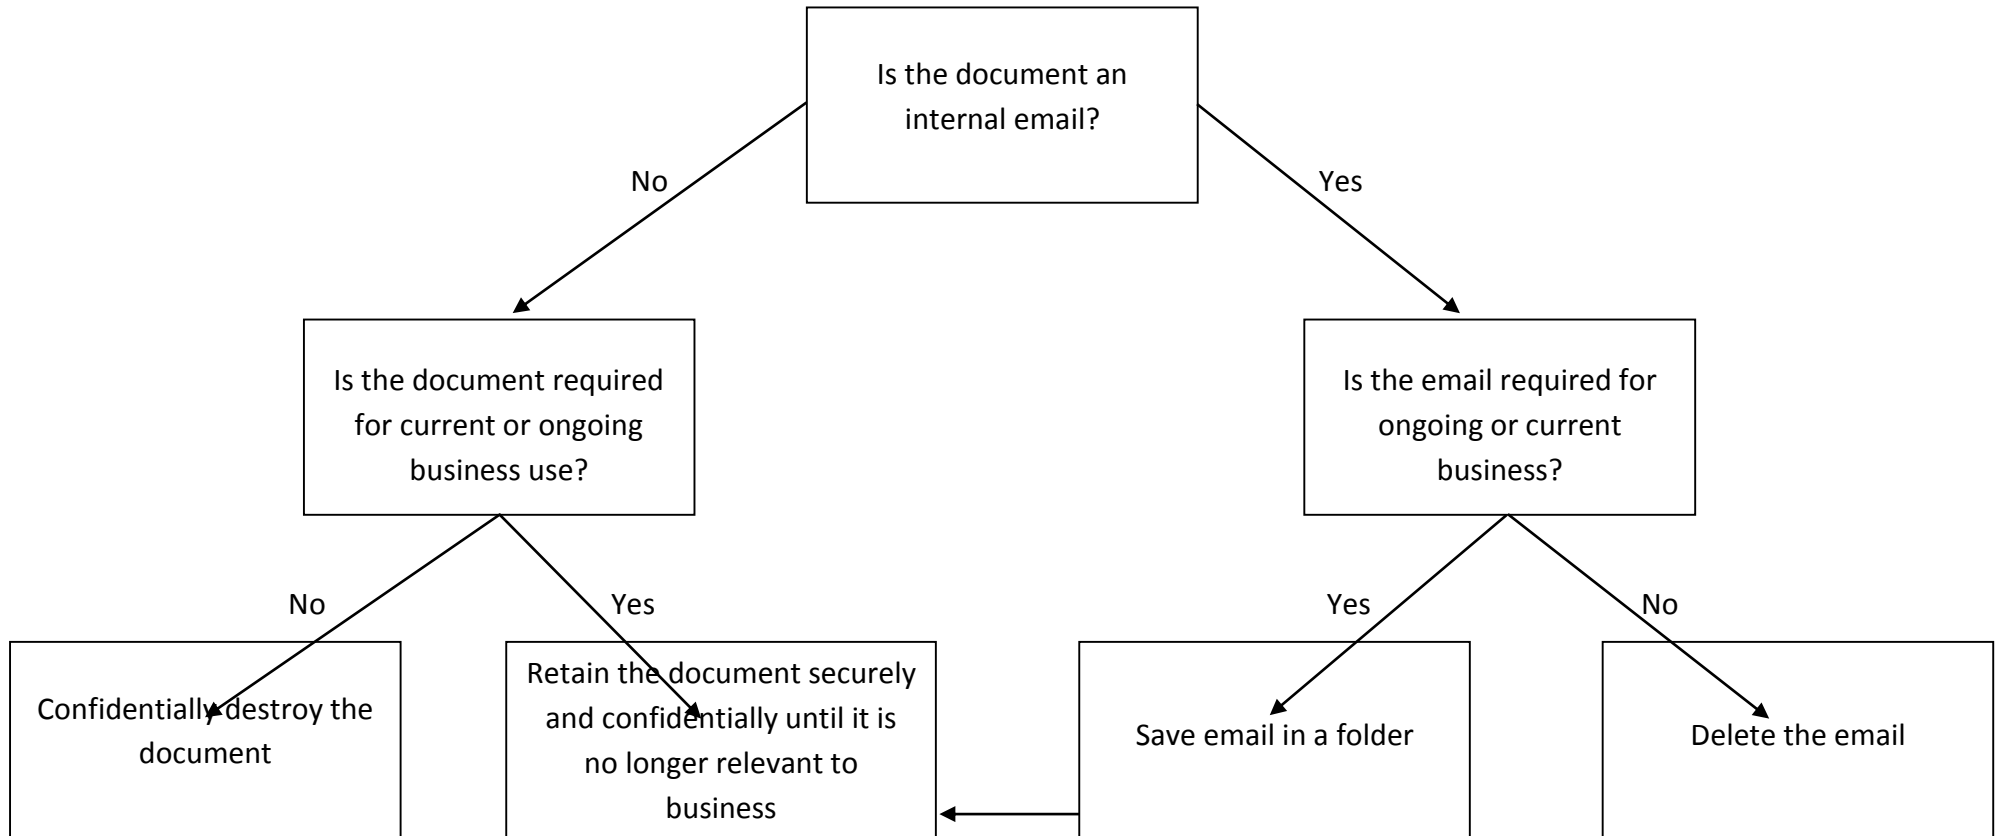 Is the document an
internal email?
No
Yes
Is the document required
for current or ongoing
business use?
Is the email required for
ongoing or current
business?
No
Yes
Yes
No
Confidentially destroy the
document
Retain the document securely
and confidentially until it is
no longer relevant to
business
Save email in a folder
Delete the email